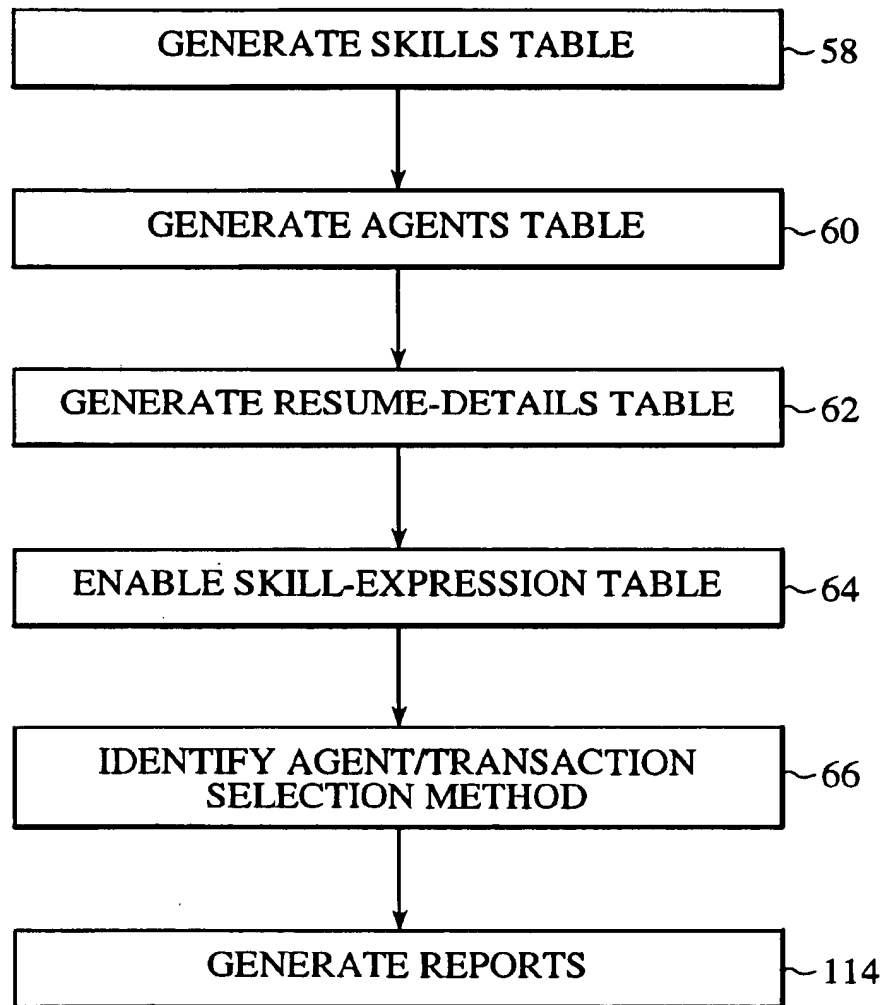 GENERATE SKILLS TABLE
58
GENERATE AGENTS TABLE
60
GENERATE RESUME-DETAILS TABLE
62
ENABLE SKILL-EXPRESSION TABLE
64
IDENTIFY AGENT/TRANSACTION
SELECTION METHOD
66
GENERATE REPORTS
114